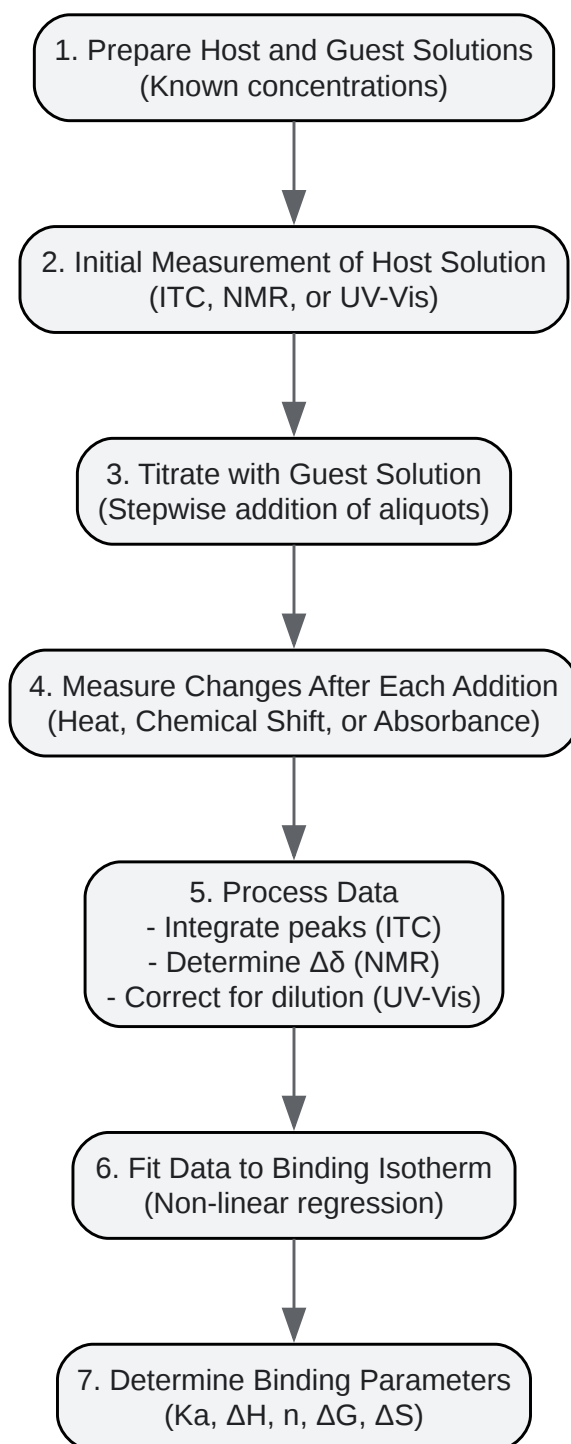 1. Prepare Host and Guest Solutions
(Known concentrations)
2. Initial Measurement of Host Solution
(ITC, NMR, or UV-Vis)
3. Titrate with Guest Solution
(Stepwise addition of aliquots)
4. Measure Changes After Each Addition
(Heat, Chemical Shift, or Absorbance)
5. Process Data
- Integrate peaks (ITC)
- Determine Δδ (NMR)
- Correct for dilution (UV-Vis)
6. Fit Data to Binding Isotherm
(Non-linear regression)
7. Determine Binding Parameters
(Ka, ΔH, n, ΔG, ΔS)